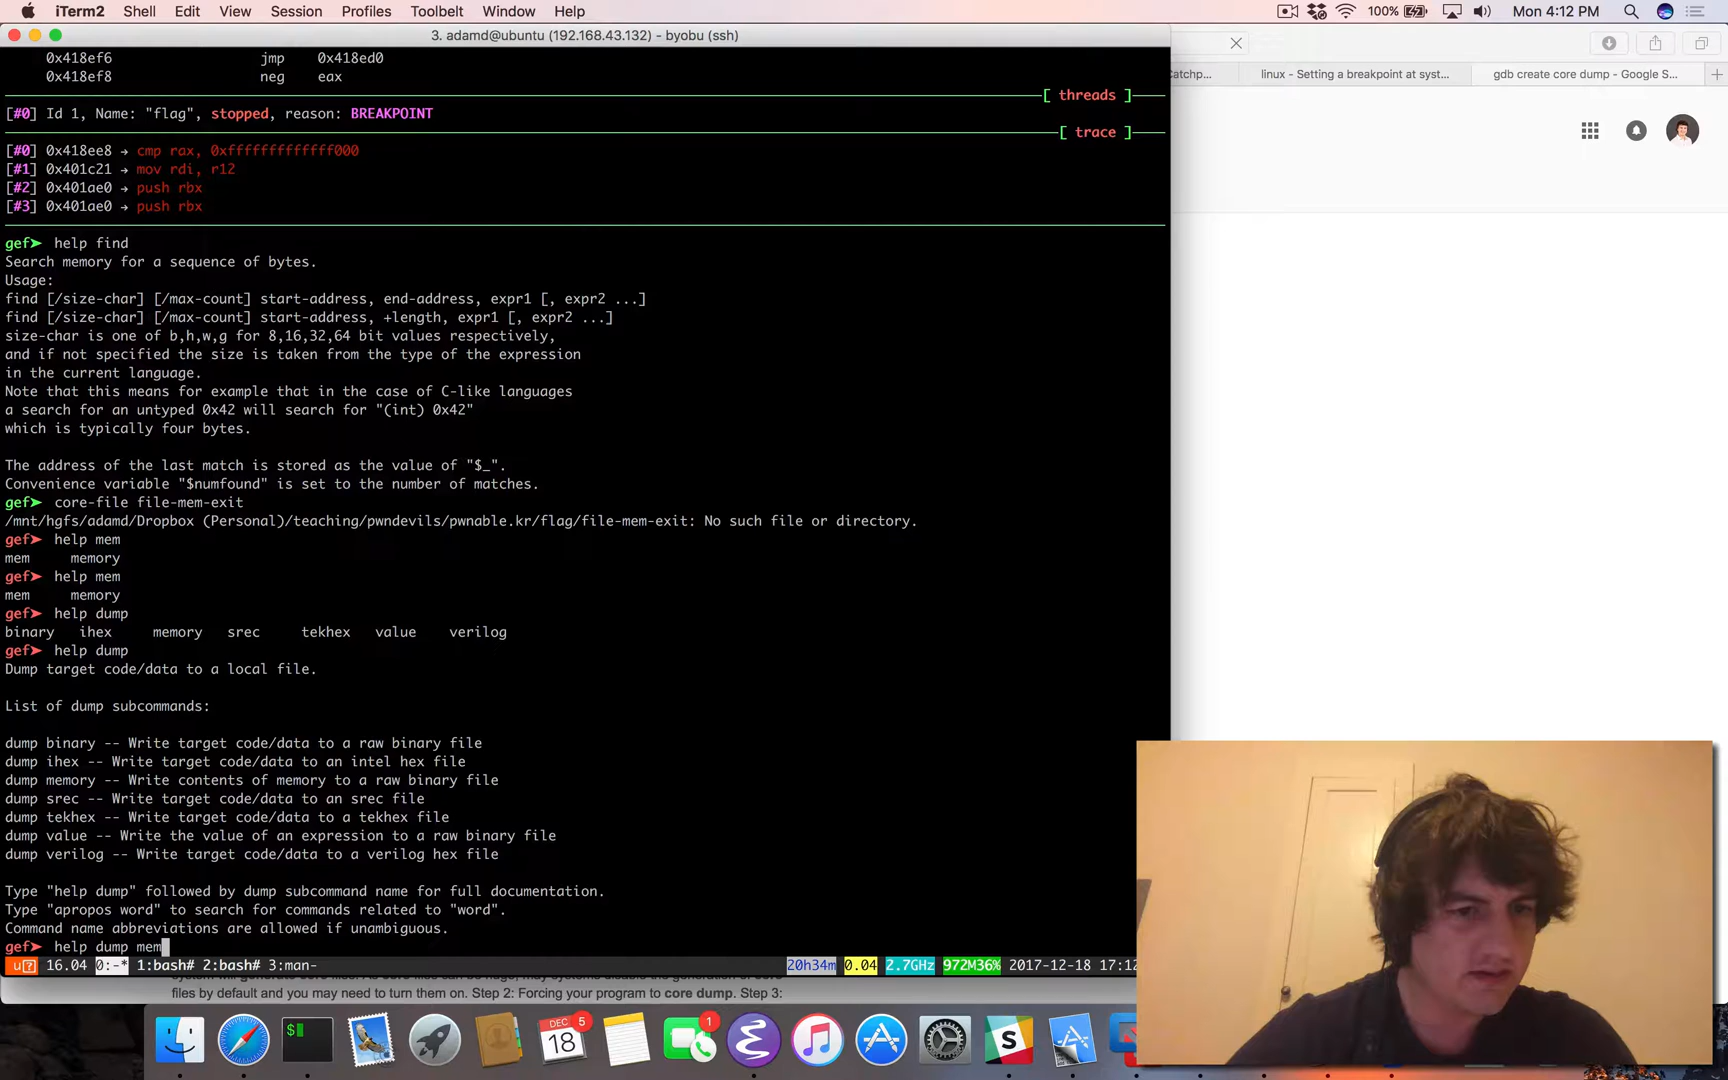 iTerm2 Shell Edit View Session Profiles Toolbelt Window Help 100% Mon 4:12 PM
3. adamd@ubuntu (192.168.43.132) - byobu (ssh)
Catchp... linux - Setting a breakpoint at syst... gdb create core dump - Google S...
0x418ef6 jmp 0x418ed0
0x418ef8 neg eax
[ threads ]
[#0] Id 1, Name: "flag", stopped, reason: BREAKPOINT
[ trace ]
[#0] 0x418ee8 → cmp rax, 0xfffffffffffff000
[#1] 0x401c21 → mov rdi, r12
[#2] 0x401ae0 → push rbx
[#3] 0x401ae0 → push rbx
gef➤ help find
Search memory for a sequence of bytes.
Usage:
find [/size-char] [/max-count] start-address, end-address, expr1 [, expr2 ...]
find [/size-char] [/max-count] start-address, +length, expr1 [, expr2 ...]
size-char is one of b,h,w,g for 8,16,32,64 bit values respectively,
and if not specified the size is taken from the type of the expression
in the current language.
Note that this means for example that in the case of C-like languages
a search for an untyped 0x42 will search for "(int) 0x42"
which is typically four bytes.
The address of the last match is stored as the value of "$_".
Convenience variable "$numfound" is set to the number of matches.
gef➤ core-file file-mem-exit
/mnt/hgfs/adamd/Dropbox (Personal)/teaching/pwndevils/pwnable.kr/flag/file-mem-exit: No such file or directory.
gef➤ help mem
mem memory
gef➤ help mem
mem memory
gef➤ help dump
binary ihex memory srec tekhex value verilog
gef➤ help dump
Dump target code/data to a local file.
List of dump subcommands:
dump binary -- Write target code/data to a raw binary file
dump ihex -- Write target code/data to an intel hex file
dump memory -- Write contents of memory to a raw binary file
dump srec -- Write target code/data to an srec file
dump tekhex -- Write target code/data to a tekhex file
dump value -- Write the value of an expression to a raw binary file
dump verilog -- Write target code/data to a verilog hex file
Type "help dump" followed by dump subcommand name for full documentation.
Type "apropos word" to search for commands related to "word".
Command name abbreviations are allowed if unambiguous.
gef➤ help dump mem
u? 16.04 0:-* 1:bash# 2:bash# 3:man- 20h34m 0.04 2.7GHz 972M36% 2017-12-18 17:12
files by default and you may need to turn them on. Step 2: Forcing your program to core dump. Step 3:
$
DEC
18
5
1
S